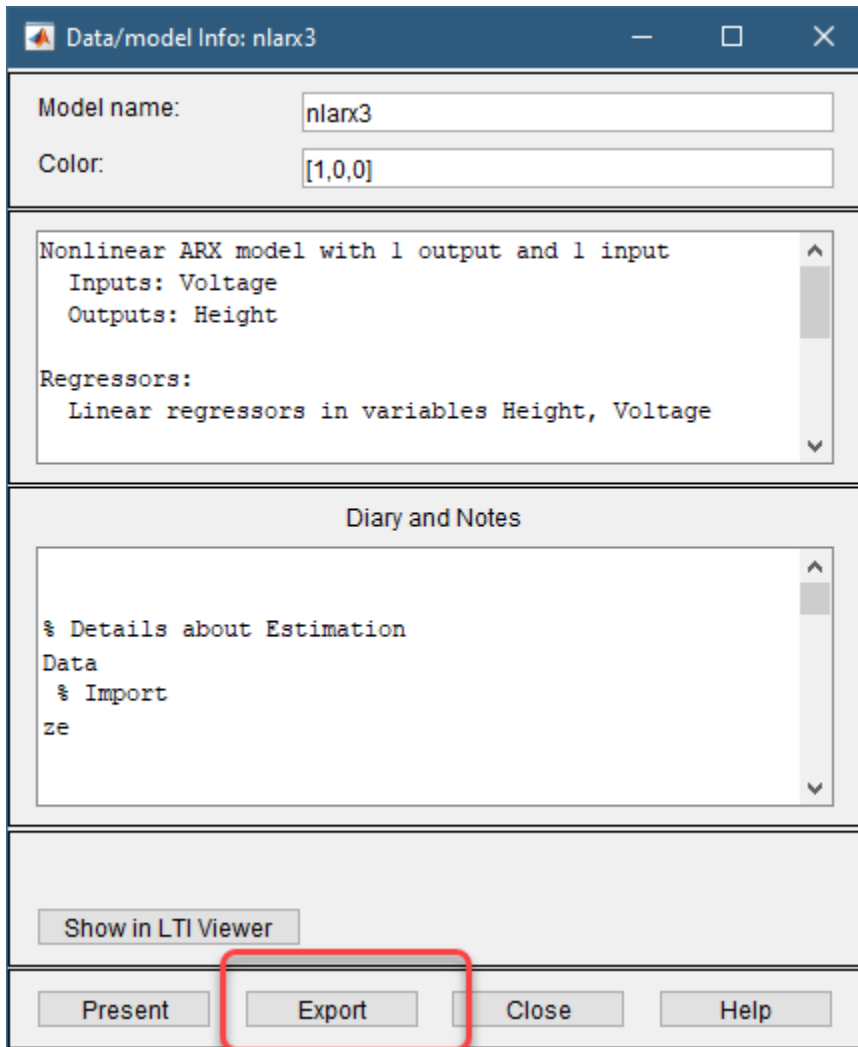 Data/model Info: nlarx3
Model name:
nlarx3
Color:
[1,0,0]
Nonlinear ARX model with 1 output and 1 input
Inputs: Voltage
Outputs: Height
Regressors:
Linear regressors in variables Height, Voltage
Diary and Notes
% Details about Estimation
Data
% Import
ze
Show in LTI Viewer
Present
Export
Close
Help